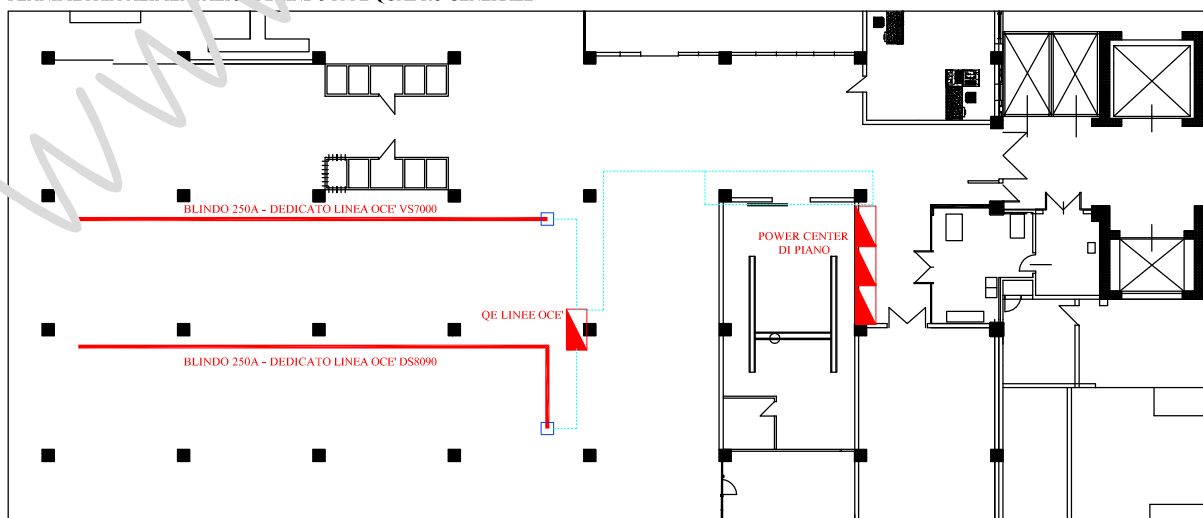 BLINDO 250A - DEDICATO LINEA OCE' VS7000
POWER CENTER
DI PIANO
QE LINEE OCE'
BLINDO 250A - DEDICATO LINEA OCE' DS8090